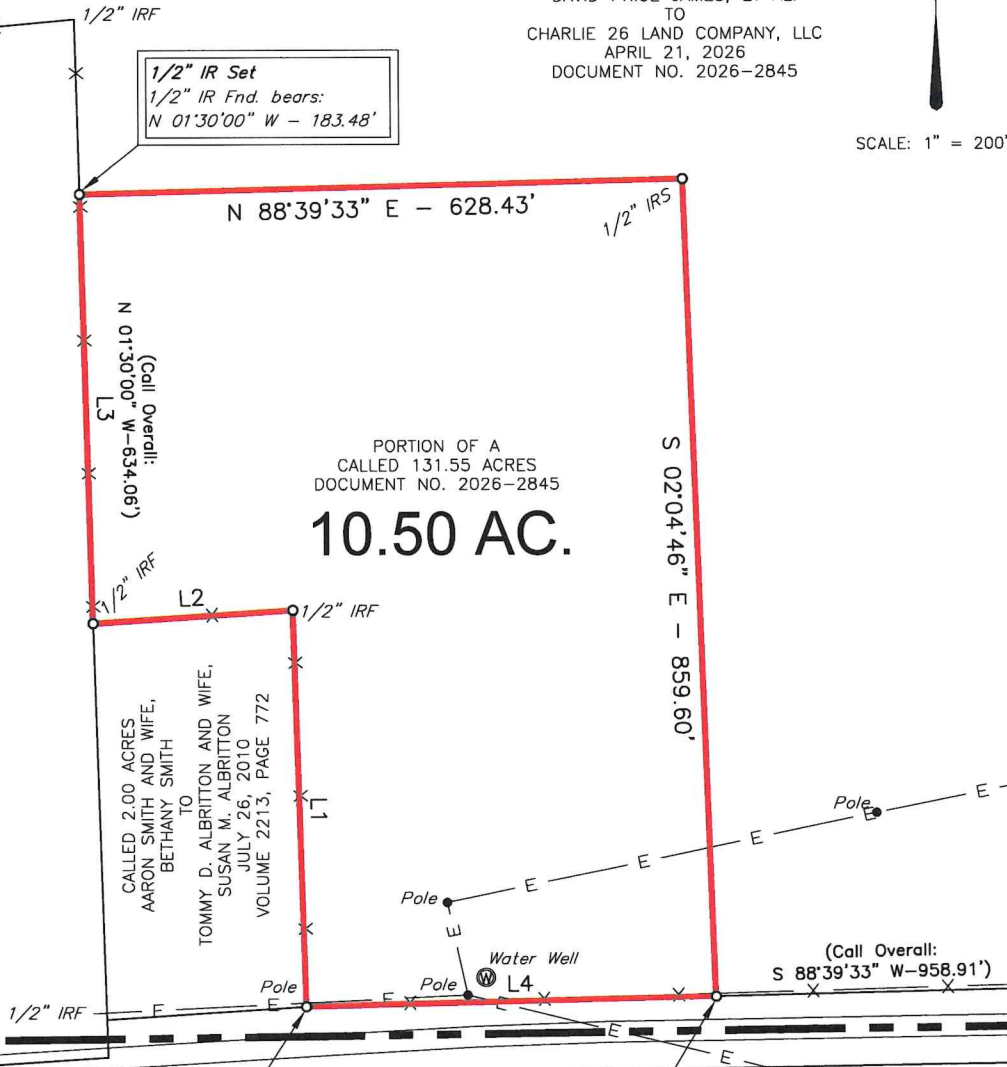 1/2" IRF
TO
CHARLIE 26 LAND COMPANY, LLC
APRIL 21, 2026
DOCUMENT NO. 2026-2845
1/2" IR Set
1/2" IR Fnd. bears:
N 01°30'00" W - 183.48'
SCALE: 1" = 200'
N 88°39'33" E - 628.43'
1/2" IRS
(Call Overall:
N 01°30'00" W-634.06')
L3
PORTION OF A
CALLED 131.55 ACRES
DOCUMENT NO. 2026-2845
10.50 AC.
S 02°04'46" E - 859.60'
1/2" IRF
L2
1/2" IRF
CALLED 2.00 ACRES
AARON SMITH AND WIFE,
BETHANY SMITH
TO
TOMMY D. ALBRITTON AND WIFE,
SUSAN M. ALBRITTON
JULY 26, 2010
VOLUME 2213, PAGE 772
L1
Pole
E
E
E
E
E
Pole
E
Water Well
W
L4
Pole
Pole
(Call Overall:
S 88°39'33" W-958.91')
1/2" IRF
E
E
E
E
E